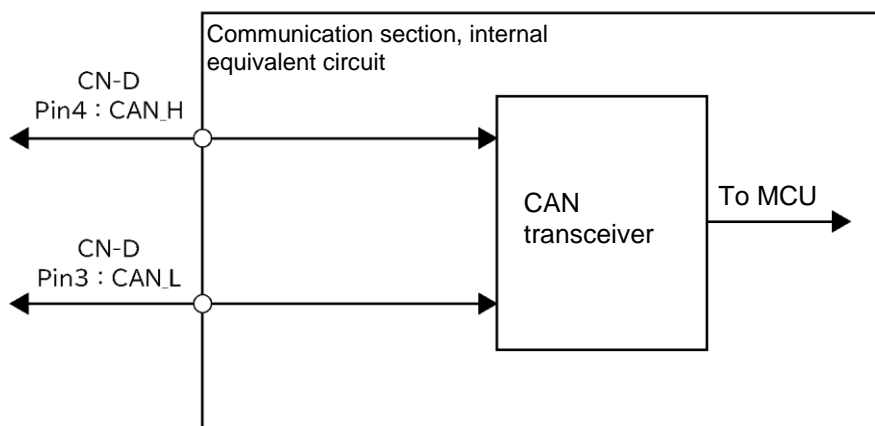 Communication section, internal
equivalent circuit
CN-D
Pin4：CAN_H
CAN
transceiver
To MCU
CN-D
Pin3：CAN_L